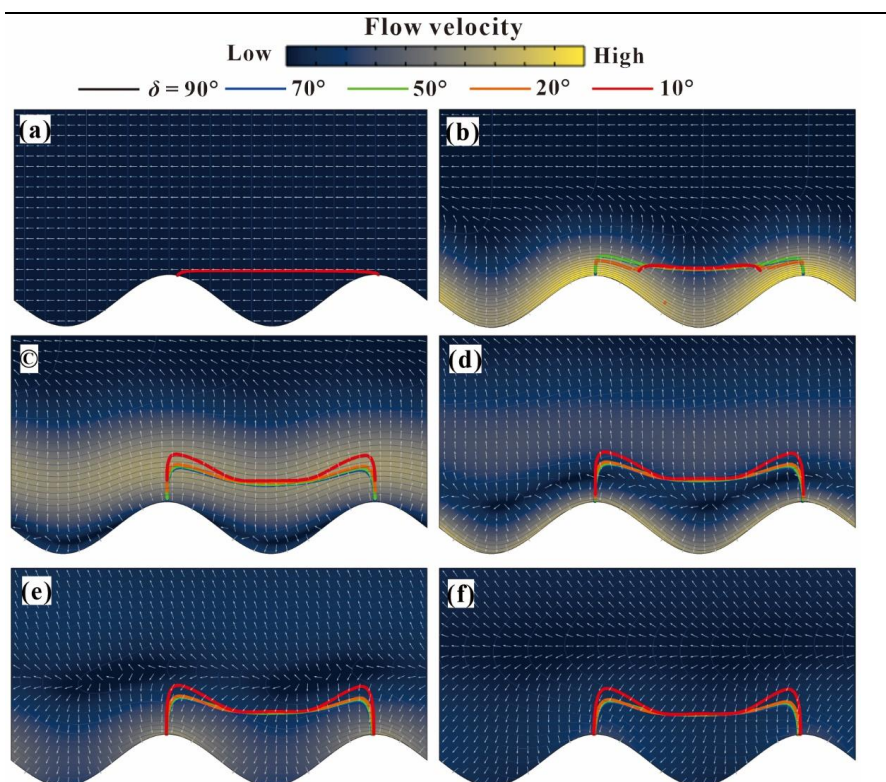 Flow velocity
Low High
δ = 90° 70° 50° 20° 10°
(a) (b)
© (d)
(e) (f)